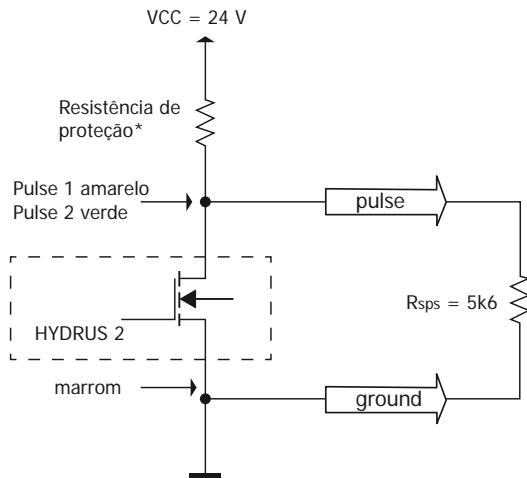 VCC = 24 V
Resistência de
proteção*
Pulse 1 amarelo
Pulse 2 verde
pulse
Rsps = 5k6
HYDRUS 2
marrom
ground